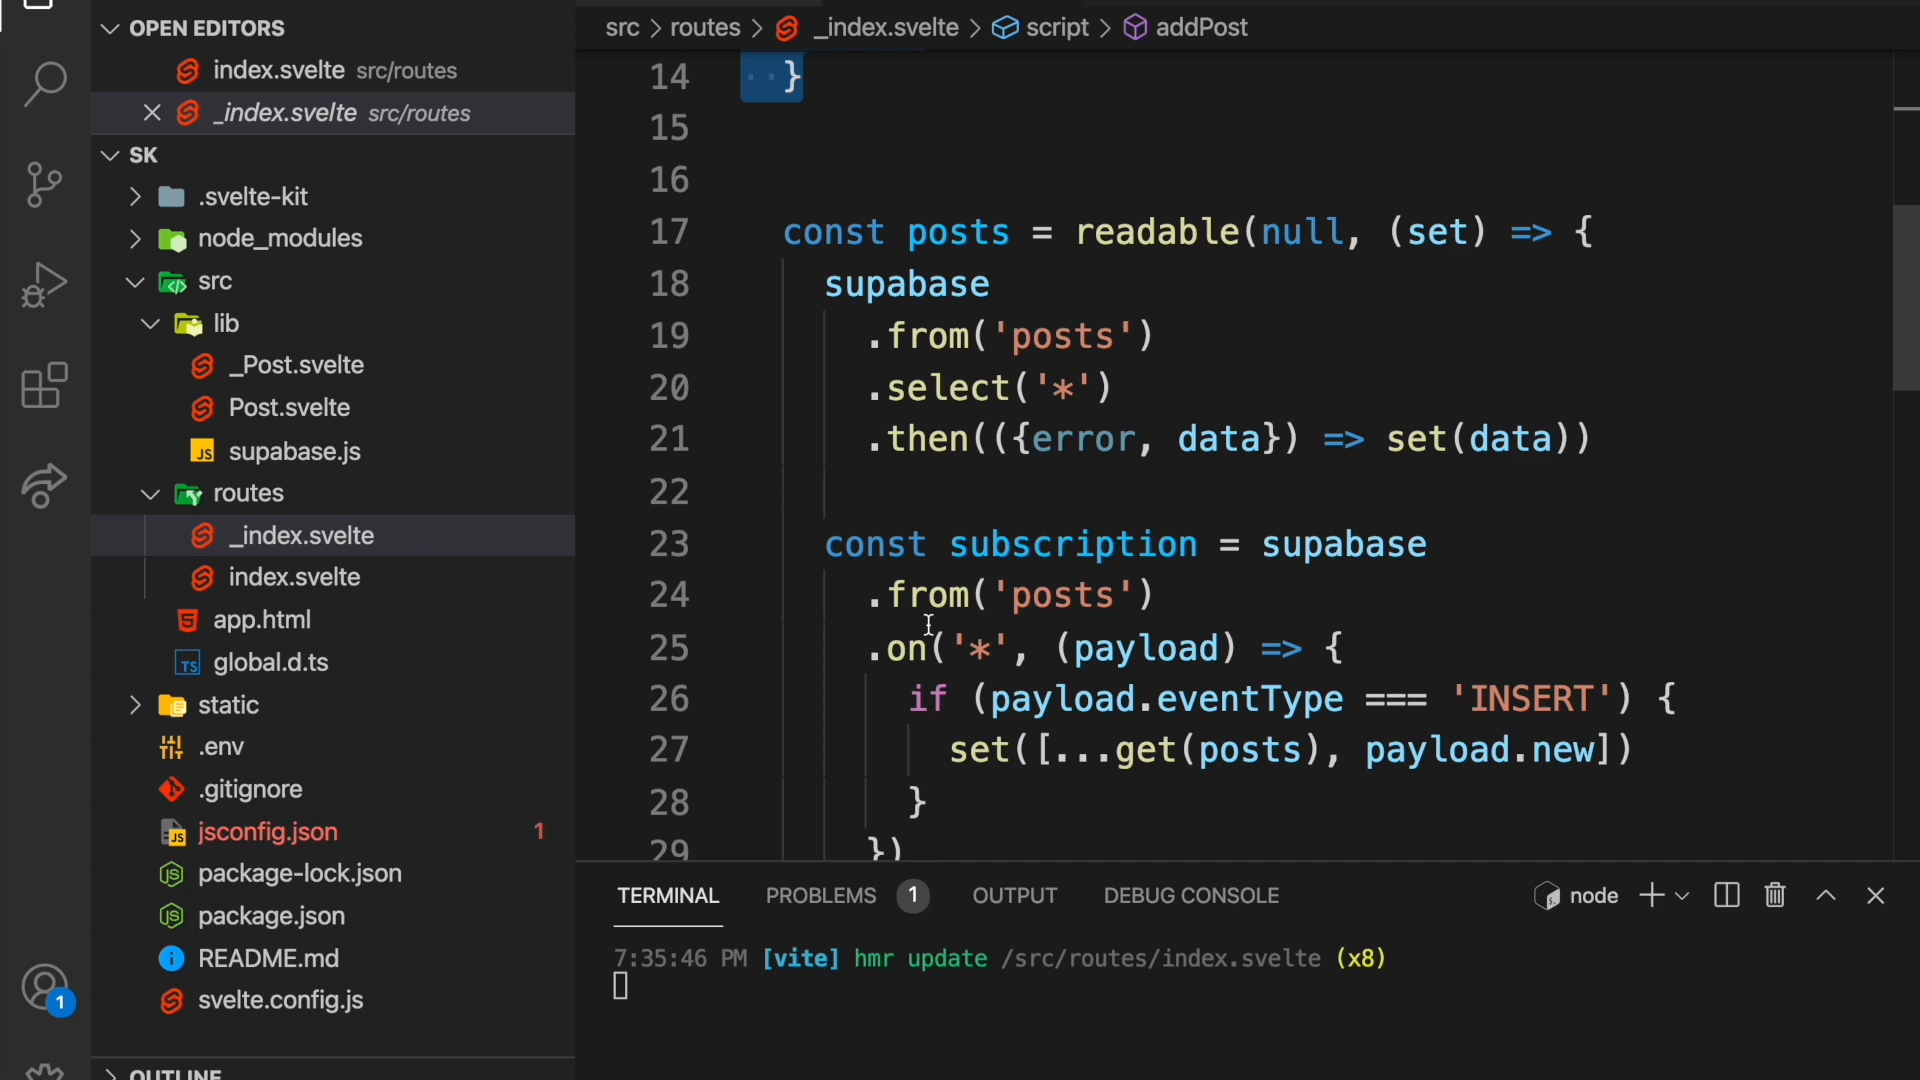 OPEN EDITORS
index.svelte src/routes
_index.svelte src/routes
SK
.svelte-kit
node_modules
src
lib
_Post.svelte
Post.svelte
JS supabase.js
routes
_index.svelte
index.svelte
app.html
TS global.d.ts
static
.env
.gitignore
JS jsconfig.json 1
package-lock.json
package.json
README.md
svelte.config.js
OUTLINE
1
src > routes > _index.svelte > script > addPost
14 }
15
16
17 const posts = readable(null, (set) => {
18 supabase
19 .from('posts')
20 .select('*')
21 .then(({error, data}) => set(data))
22
23 const subscription = supabase
24 .from('posts')
25 .on('*', (payload) => {
26 if (payload.eventType === 'INSERT') {
27 set([...get(posts), payload.new])
28 }
29 })
TERMINAL PROBLEMS 1 OUTPUT DEBUG CONSOLE node
7:35:46 PM [vite] hmr update /src/routes/index.svelte (x8)